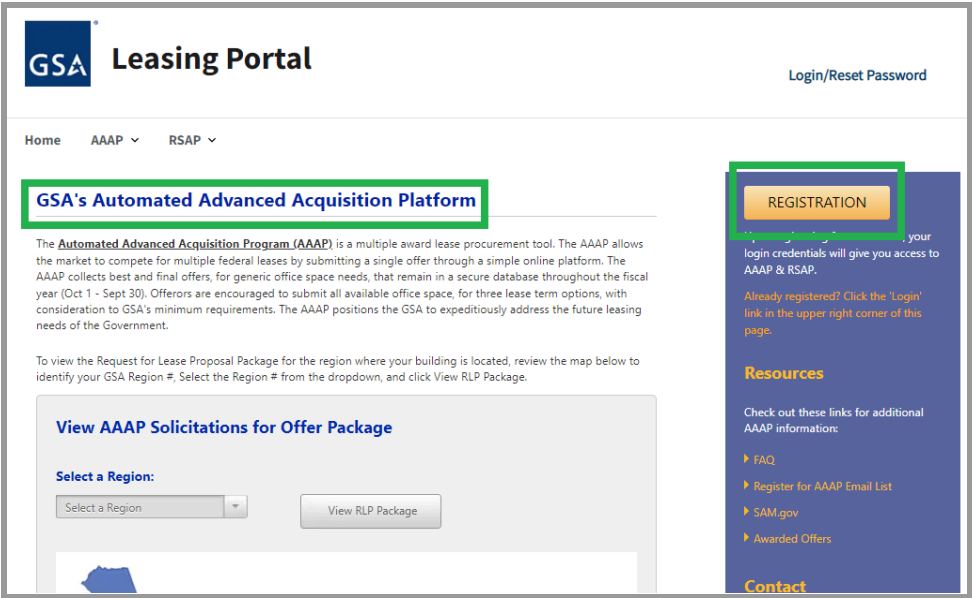 GSA
Leasing Portal
Login/Reset Password
Home AAAP RSAP
GSA's Automated Advanced Acquisition Platform
The Automated Advanced Acquisition Program (AAAP) is a multiple award lease procurement tool. The AAAP allows
the market to compete for multiple federal leases by submitting a single offer through a simple online platform. The
AAAP collects best and final offers, for generic office space needs, that remain in a secure database throughout the fiscal
year (Oct 1 - Sept 30). Offerors are encouraged to submit all available office space, for three lease term options, with
consideration to GSA's minimum requirements. The AAAP positions the GSA to expeditiously address the future leasing
needs of the Government.
To view the Request for Lease Proposal Package for the region where your building is located, review the map below to
identify your GSA Region #, Select the Region # from the dropdown, and click View RLP Package.
View AAAP Solicitations for Offer Package
Select a Region:
Select a Region
View RLP Package
REGISTRATION
your
login credentials will give you access to
AAAP & RSAP.
Already registered? Click the 'Login'
link in the upper right corner of this
page.
Resources
Check out these links for additional
AAAP information:
FAQ
Register for AAAP Email List
SAM.gov
Awarded Offers
Contact